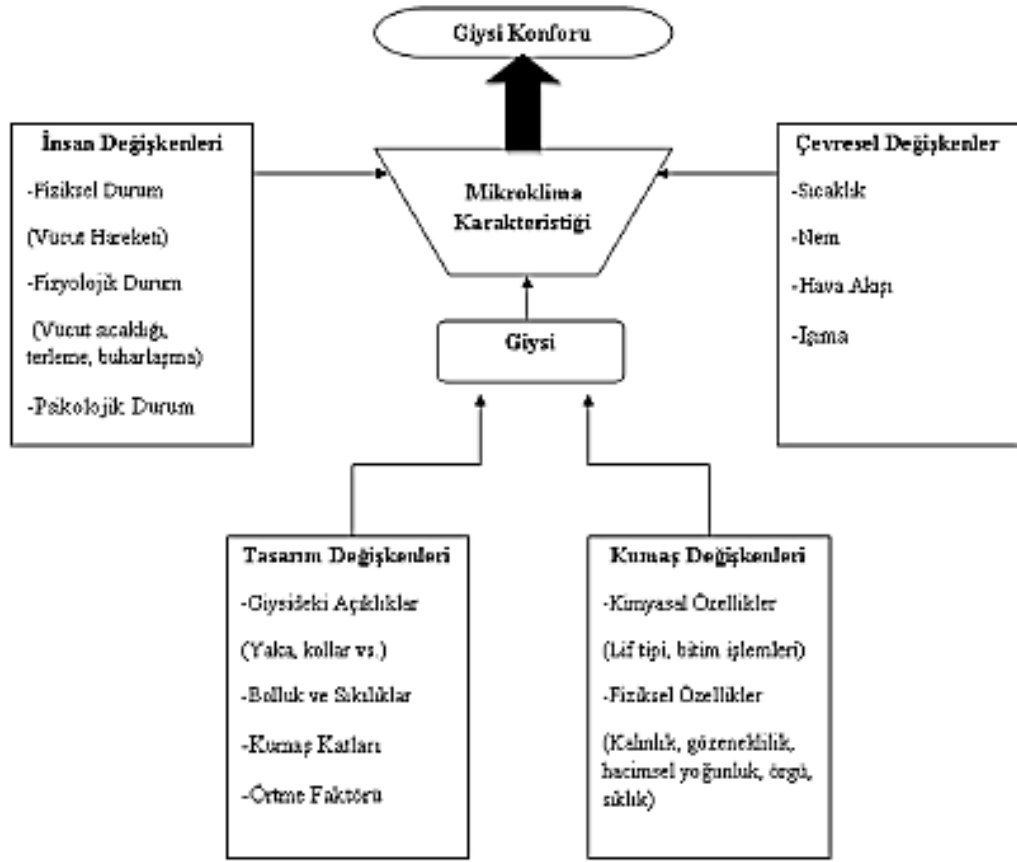 Giysi Konforu
İnsan Değişkenleri
-Fiziksel Durum
(Vücut Hareketi)
-Fizyolojik Durum
(Vücut sıcaklığı,
terleme, buharlaşma)
-Psikolojik Durum
Mikroklima
Karakteristiği
Çevresel Değişkenler
-Sıcaklık
-Nem
-Hava Akışı
-Işıma
Giysi
Tasarım Değişkenleri
-Giysideki Açıklıklar
(Yaka, kollar vs.)
-Bolluk ve Sıkılıklar
-Kumaş Katları
-Örtme Faktörü
Kumaş Değişkenleri
-Kimyasal Özellikler
(Lif tipi, bitim işlemleri)
-Fiziksel Özellikler
(Kalınlık, gözeneklilik,
hacimsel yoğunluk, örgü,
sıklık)